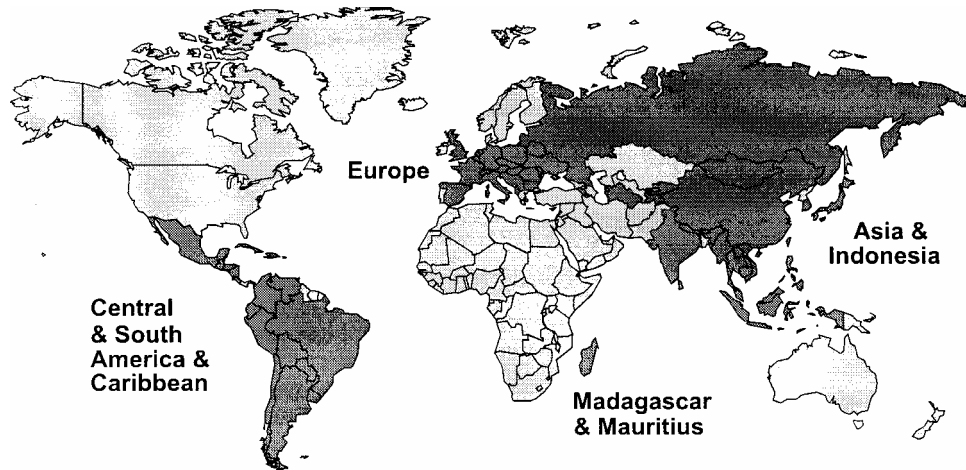 Europe
Asia &
Indonesia
Central
& South
America &
Caribbean
Madagascar
& Mauritius